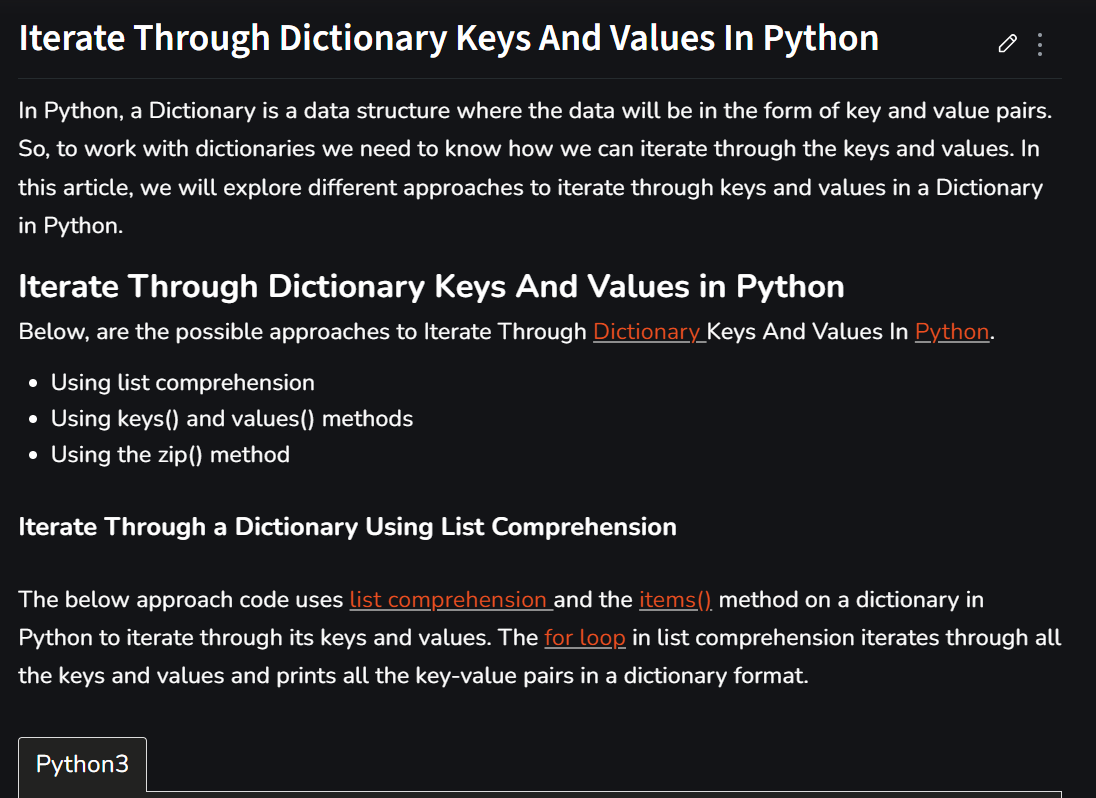 Iterate Through Dictionary Keys And Values In Python
In Python, a Dictionary is a data structure where the data will be in the form of key and value pairs.
So, to work with dictionaries we need to know how we can iterate through the keys and values. In
this article, we will explore different approaches to iterate through keys and values in a Dictionary
in Python.
Iterate Through Dictionary Keys And Values in Python
Below, are the possible approaches to Iterate Through Dictionary Keys And Values In Python.
• Using list comprehension
• Using keys() and values() methods
• Using the zip() method
Iterate Through a Dictionary Using List Comprehension
The below approach code uses list comprehension and the items() method on a dictionary in
Python to iterate through its keys and values. The for loop in list comprehension iterates through all
the keys and values and prints all the key-value pairs in a dictionary format.
Python3